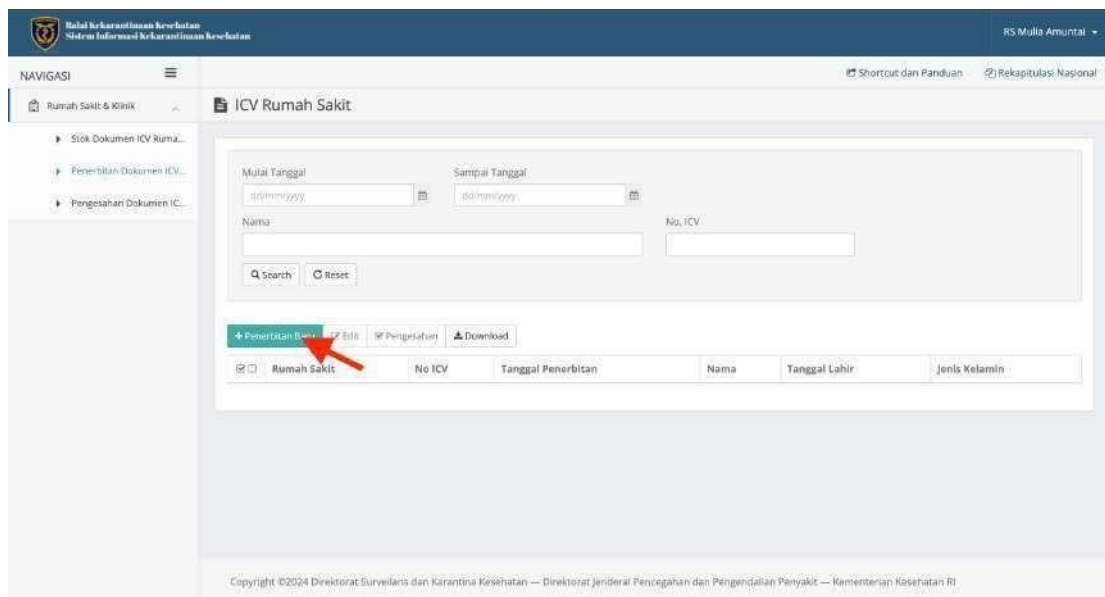 Balai Kekarantinaan Kesehatan
Sistem Informasi Kekarantinaan Kesehatan
RS Mulia Amuntai
NAVIGASI
Shortcut dan Panduan
Rekapitulasi Nasional
Rumah Sakit & Klinik
ICV Rumah Sakit
Stok Dokumen ICV Ruma...
Penerbitan Dokumen ICV...
Pengesahan Dokumen IC...
Mulai Tanggal
Sampai Tanggal
dd/mm/yyyy
dd/mm/yyyy
Nama
No. ICV
Search
Reset
+ Penerbitan Baru
Edit
Pengesahan
Download
Rumah Sakit
No ICV
Tanggal Penerbitan
Nama
Tanggal Lahir
Jenis Kelamin
Copyright ©2024 Direktorat Surveilans dan Karantina Kesehatan — Direktorat Jenderal Pencegahan dan Pengendalian Penyakit — Kementerian Kesehatan RI